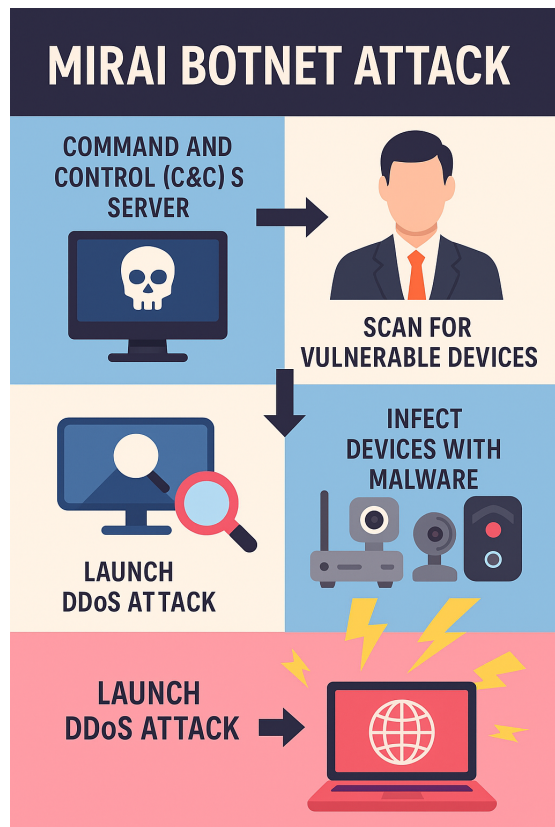 MIRAI BOTNET ATTACK
COMMAND AND
CONTROL (C&C) S
SERVER
SCAN FOR
VULNERABLE DEVICES
LAUNCH
DDoS ATTACK
INFECT
DEVICES WITH
MALWARE
LAUNCH
DDoS ATTACK